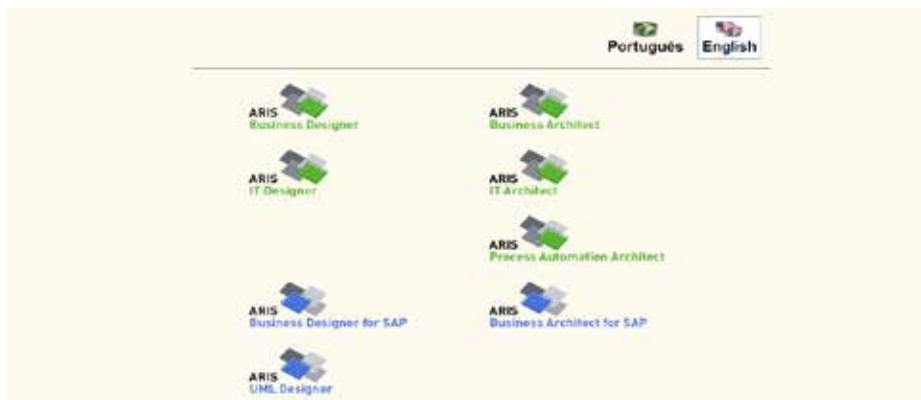 Português
English
ARIS
Business Designer
ARIS
Business Architect
ARIS
IT Designer
ARIS
IT Architect
ARIS
Process Automation Architect
ARIS
Business Designer for SAP
ARIS
Business Architect for SAP
ARIS
UML Designer